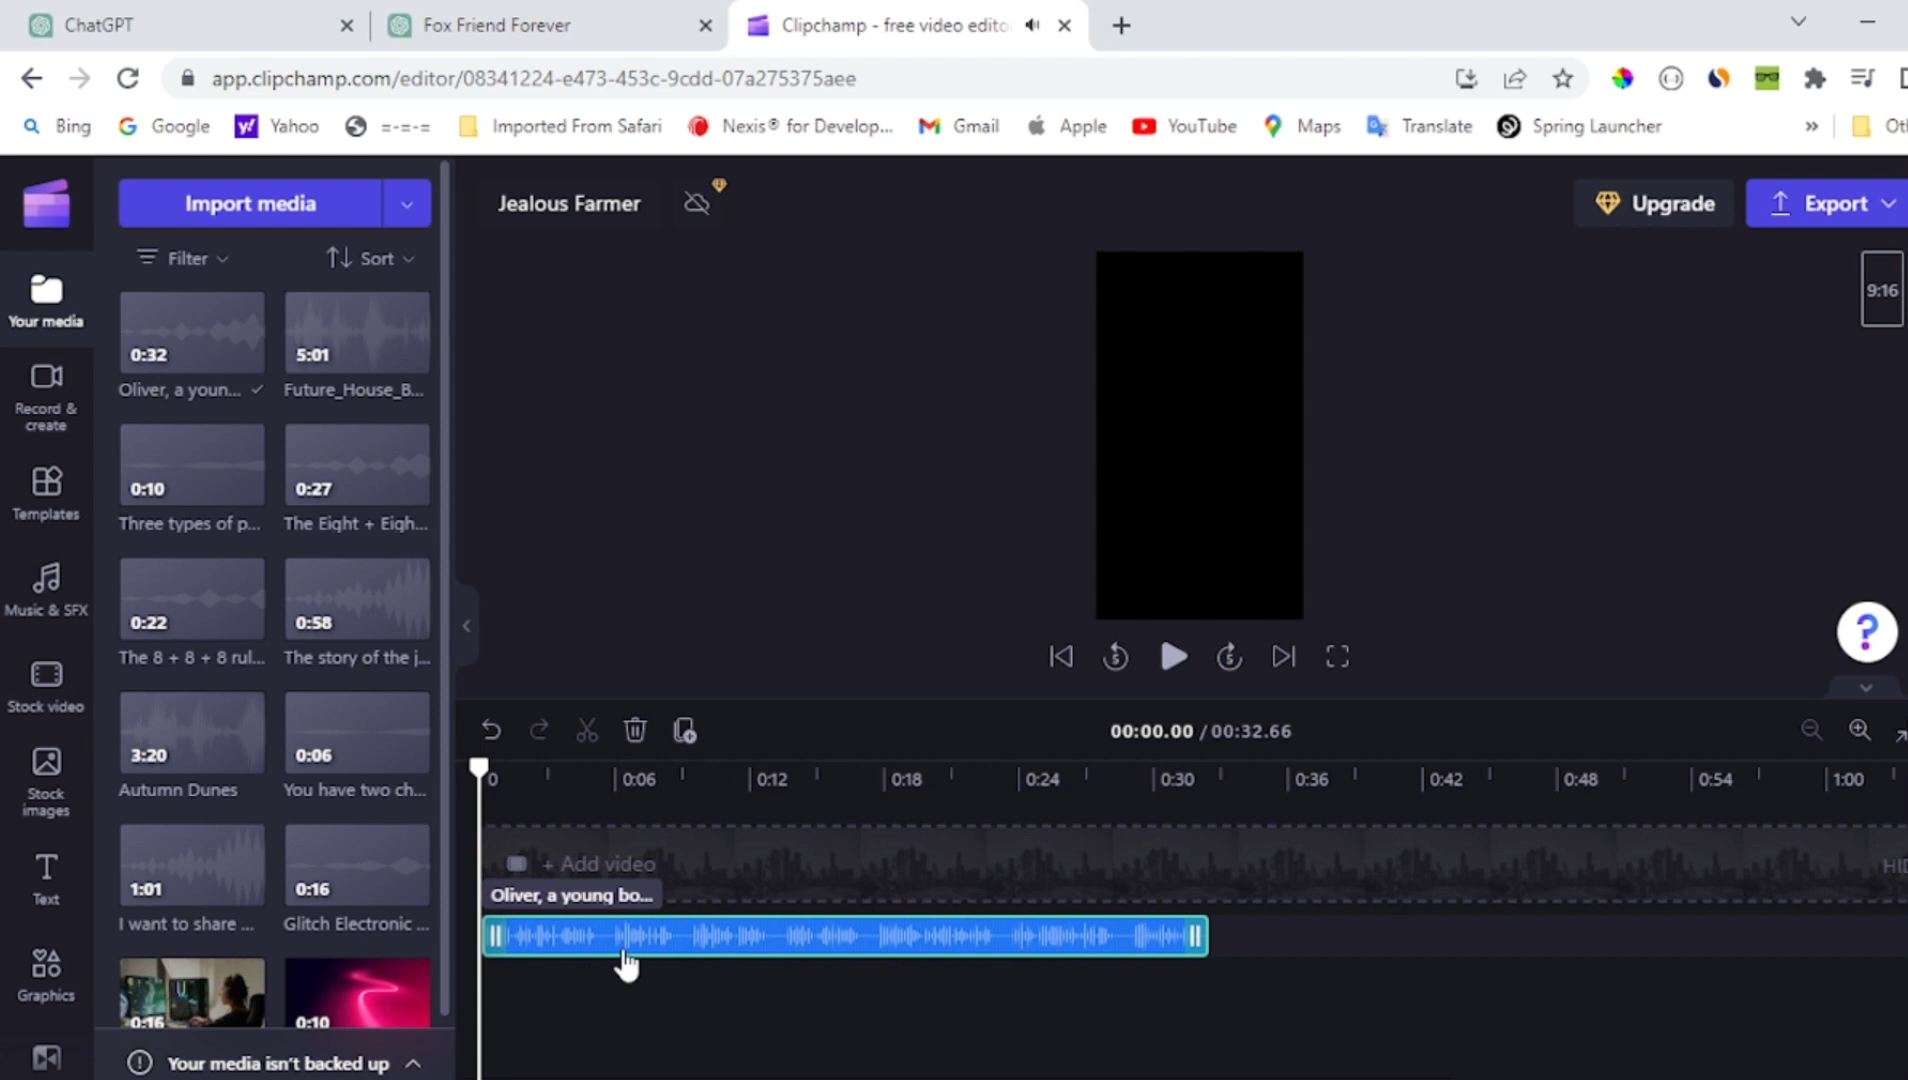 ChatGPT
Fox Friend Forever
Clipchamp - free video edito
app.clipchamp.com/editor/08341224-e473-453c-9cdd-07a275375aee
Bing
Google
Yahoo
=-=-=
Imported From Safari
Nexis® for Develop...
Gmail
Apple
YouTube
Maps
Translate
Spring Launcher
»
Import media
Jealous Farmer
Upgrade
Export
Filter
Sort
9:16
Your media
Record &
create
Templates
Music & SFX
Stock video
Stock
images
Text
Graphics
0:32
Oliver, a youn...
5:01
Future_House_B...
0:10
Three types of p...
0:27
The Eight + Eigh...
0:22
The 8 + 8 + 8 rul...
0:58
The story of the j...
3:20
Autumn Dunes
0:06
You have two ch...
1:01
I want to share ...
0:16
Glitch Electronic ...
0:16
0:10
Your media isn't backed up
5
5
?
00:00.00 / 00:32.66
0
0:06
0:12
0:18
0:24
0:30
0:36
0:42
0:48
0:54
1:00
+ Add video
Oliver, a young bo...